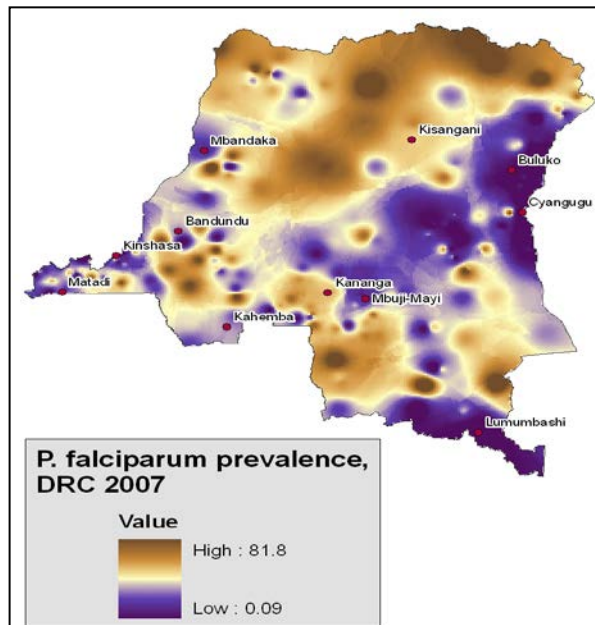 Kisangani
Mbandaka
Buluko
Cyangugu
Bandundu
Kinshasa
Matadi
Kananga
Mbuji-Mayi
Kahemba
Lumumbashi
P. falciparum prevalence,
DRC 2007
Value
High : 81.8
Low : 0.09